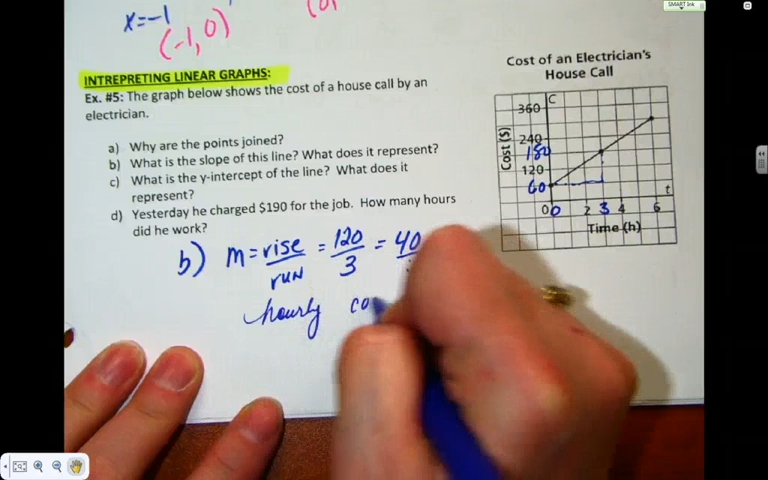 SMART Ink
x=-1
(-1,0)
(0,
INTREPRETING LINEAR GRAPHS:
Ex. #5: The graph below shows the cost of a house call by an
electrician.
a) Why are the points joined?
b) What is the slope of this line? What does it represent?
c) What is the y-intercept of the line? What does it
represent?
d) Yesterday he charged $190 for the job. How many hours
did he work?
b) m = rise = 120 = 40
run 3
hourly co
Cost of an Electrician's
House Call
C
360
240
180
120
60
Cost ($)
t
0 0 2 3 4 6
Time (h)